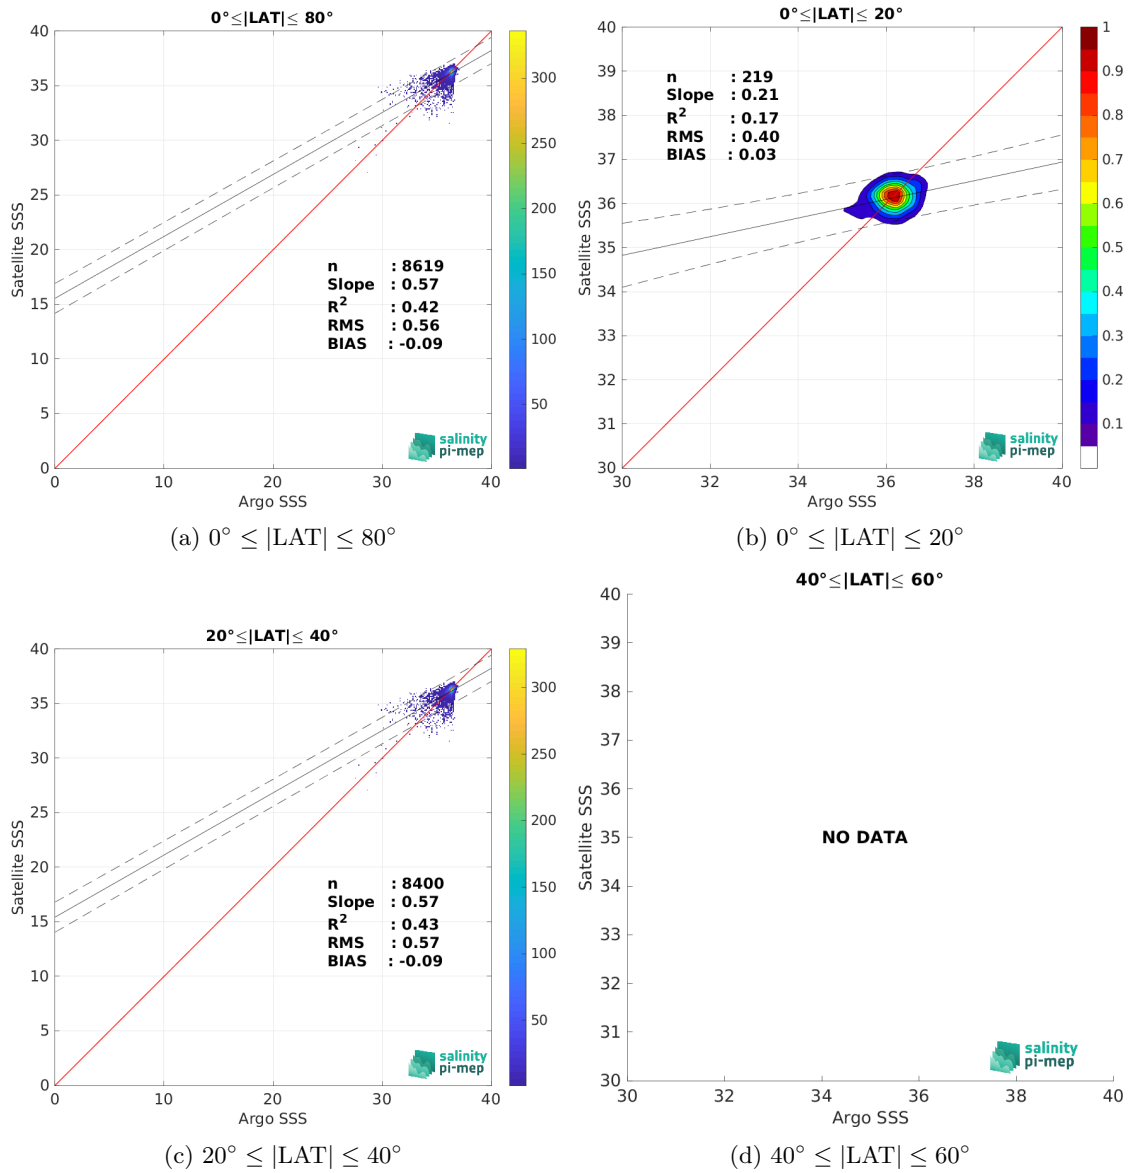 0°≤|LAT|≤ 80°
40
35
30
25
20
15
10
5
0
Satellite SSS
n : 8619
Slope : 0.57
R² : 0.42
RMS : 0.56
BIAS : -0.09
300
250
200
150
100
50
salinity
pi-mep
0 10 20 30 40
Argo SSS
(a) 0° ≤ |LAT| ≤ 80°
0°≤|LAT|≤ 20°
40
39
38
37
36
35
34
33
32
31
30
Satellite SSS
n : 219
Slope : 0.21
R² : 0.17
RMS : 0.40
BIAS : 0.03
1
0.9
0.8
0.7
0.6
0.5
0.4
0.3
0.2
0.1
salinity
pi-mep
30 32 34 36 38 40
Argo SSS
(b) 0° ≤ |LAT| ≤ 20°
20°≤|LAT|≤ 40°
40
35
30
25
20
15
10
5
0
Satellite SSS
n : 8400
Slope : 0.57
R² : 0.43
RMS : 0.57
BIAS : -0.09
300
250
200
150
100
50
salinity
pi-mep
0 10 20 30 40
Argo SSS
(c) 20° ≤ |LAT| ≤ 40°
40°≤|LAT|≤ 60°
40
39
38
37
36
35
34
33
32
31
30
Satellite SSS
NO DATA
salinity
pi-mep
30 32 34 36 38 40
Argo SSS
(d) 40° ≤ |LAT| ≤ 60°